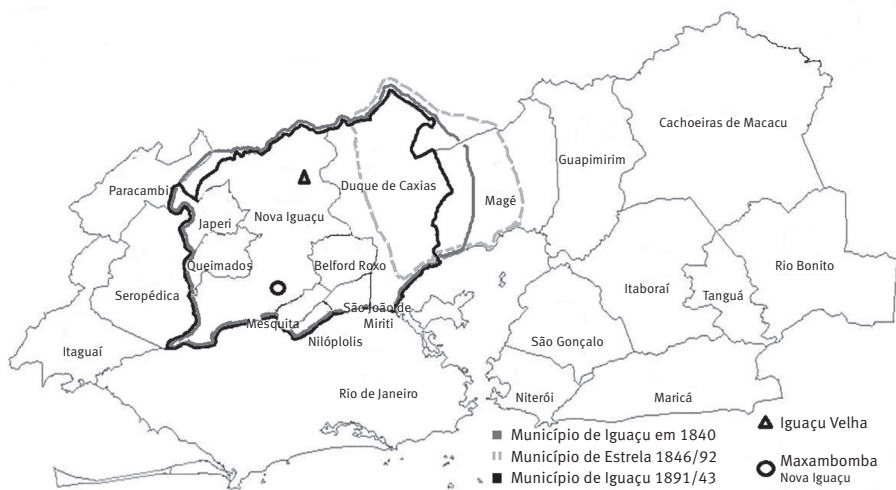 Cachoeiras de Macacu
Guapimirim
Paracambi
Duque de Caxias
Magé
Japeri
Nova Iguaçu
Queimados
Belford Roxo
Rio Bonito
Itaboraí
Tanguá
Seropédica
São João de
Miriti
Mesquita
Nilóplolis
São Gonçalo
Itaguaí
Rio de Janeiro
Niterói
Maricá
Município de Iguaçu em 1840
Município de Estrela 1846/92
Município de Iguaçu 1891/43
Iguaçu Velha
Maxambomba
Nova Iguaçu